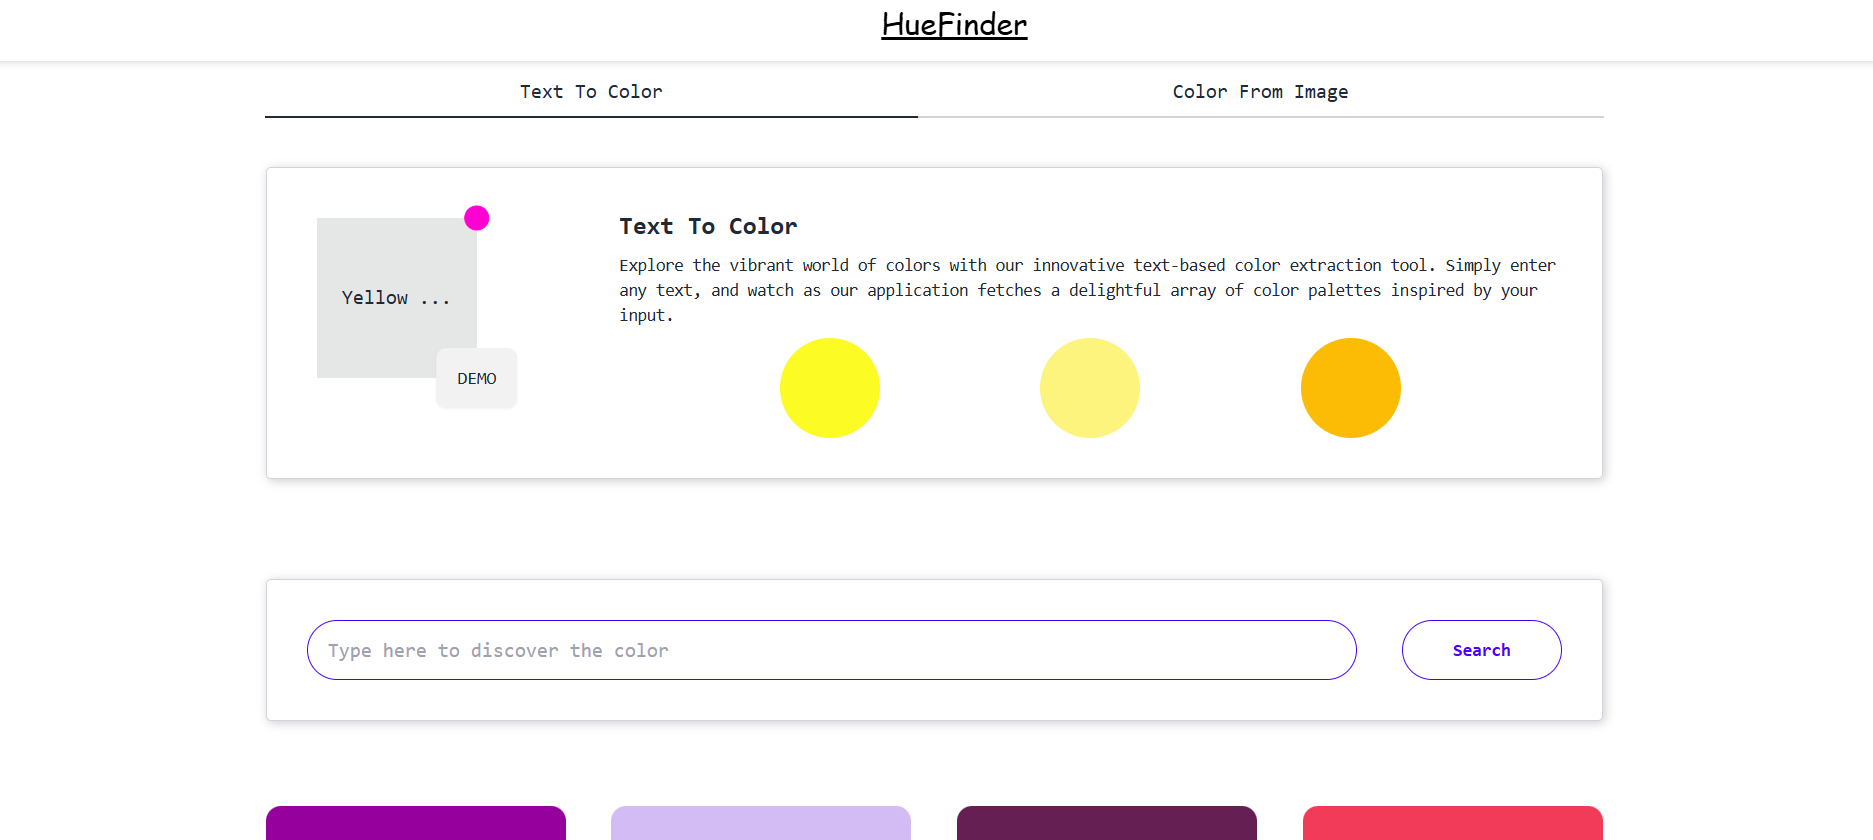 HueFinder
Text To Color
Color From Image
Yellow ...
DEMO
Text To Color
Explore the vibrant world of colors with our innovative text-based color extraction tool. Simply enter
any text, and watch as our application fetches a delightful array of color palettes inspired by your
input.
Type here to discover the color
Search